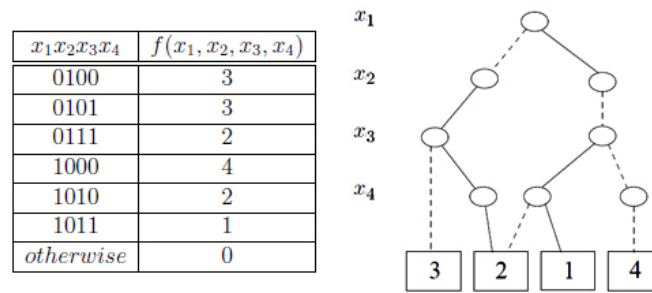 x₁x₂x₃x₄ f(x₁, x₂, x₃, x₄)
0100 3
0101 3
0111 2
1000 4
1010 2
1011 1
otherwise 0
x₁
x₂
x₃
x₄
3 2 1 4